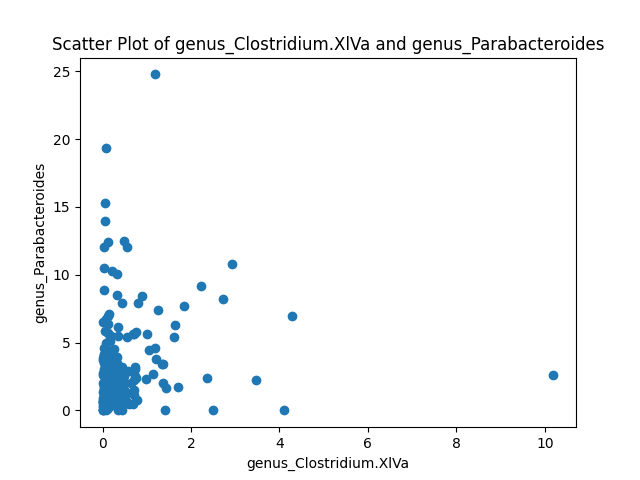 Scatter Plot of genus_Clostridium.XlVa and genus_Parabacteroides
25
20
15
10
5
0
genus_Parabacteroides
0 2 4 6 8 10
genus_Clostridium.XlVa